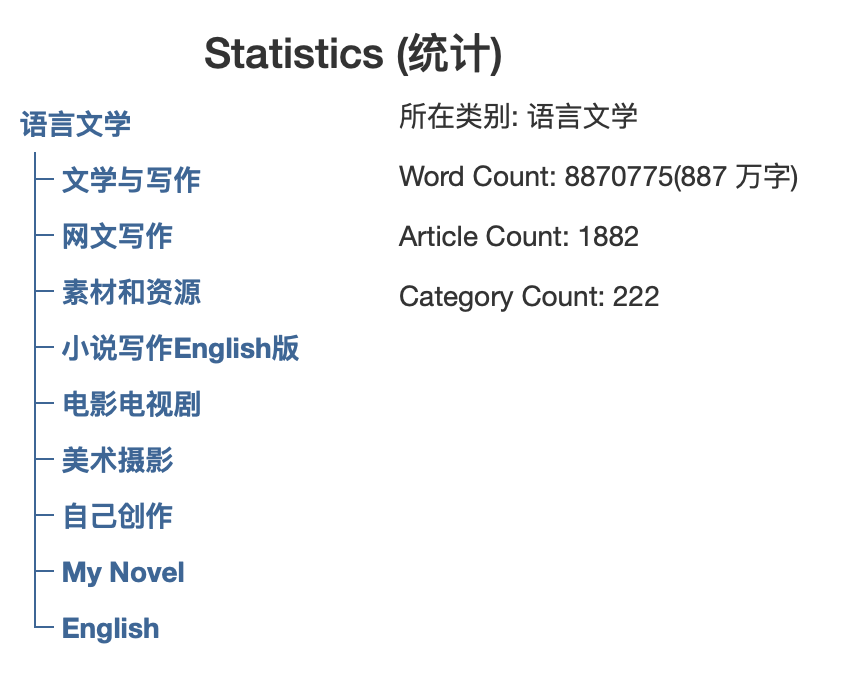 Statistics (统计)
语言文学
文学与写作
网文写作
素材和资源
小说写作English版
电影电视剧
美术摄影
自己创作
My Novel
English
所在类别: 语言文学
Word Count: 8870775(887 万字)
Article Count: 1882
Category Count: 222